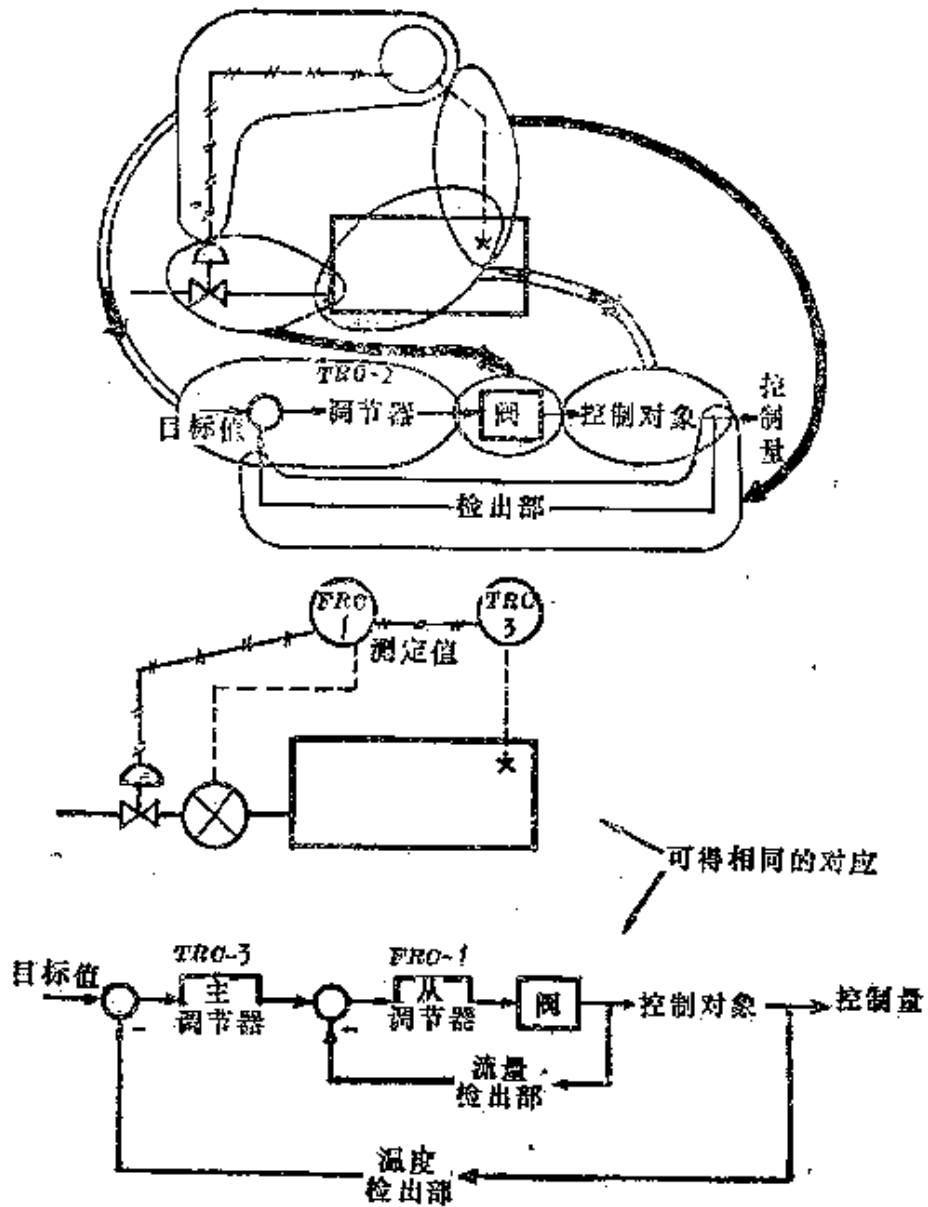 TRC-2
目标值
调节器
阀
控制对象
控制量
检出部
FRC
1
TRC
3
测定值
可得相同的对应
TRC-3
FRC-1
目标值
主
调节器
从
调节器
阀
控制对象
控制量
流量
检出部
温度
检出部